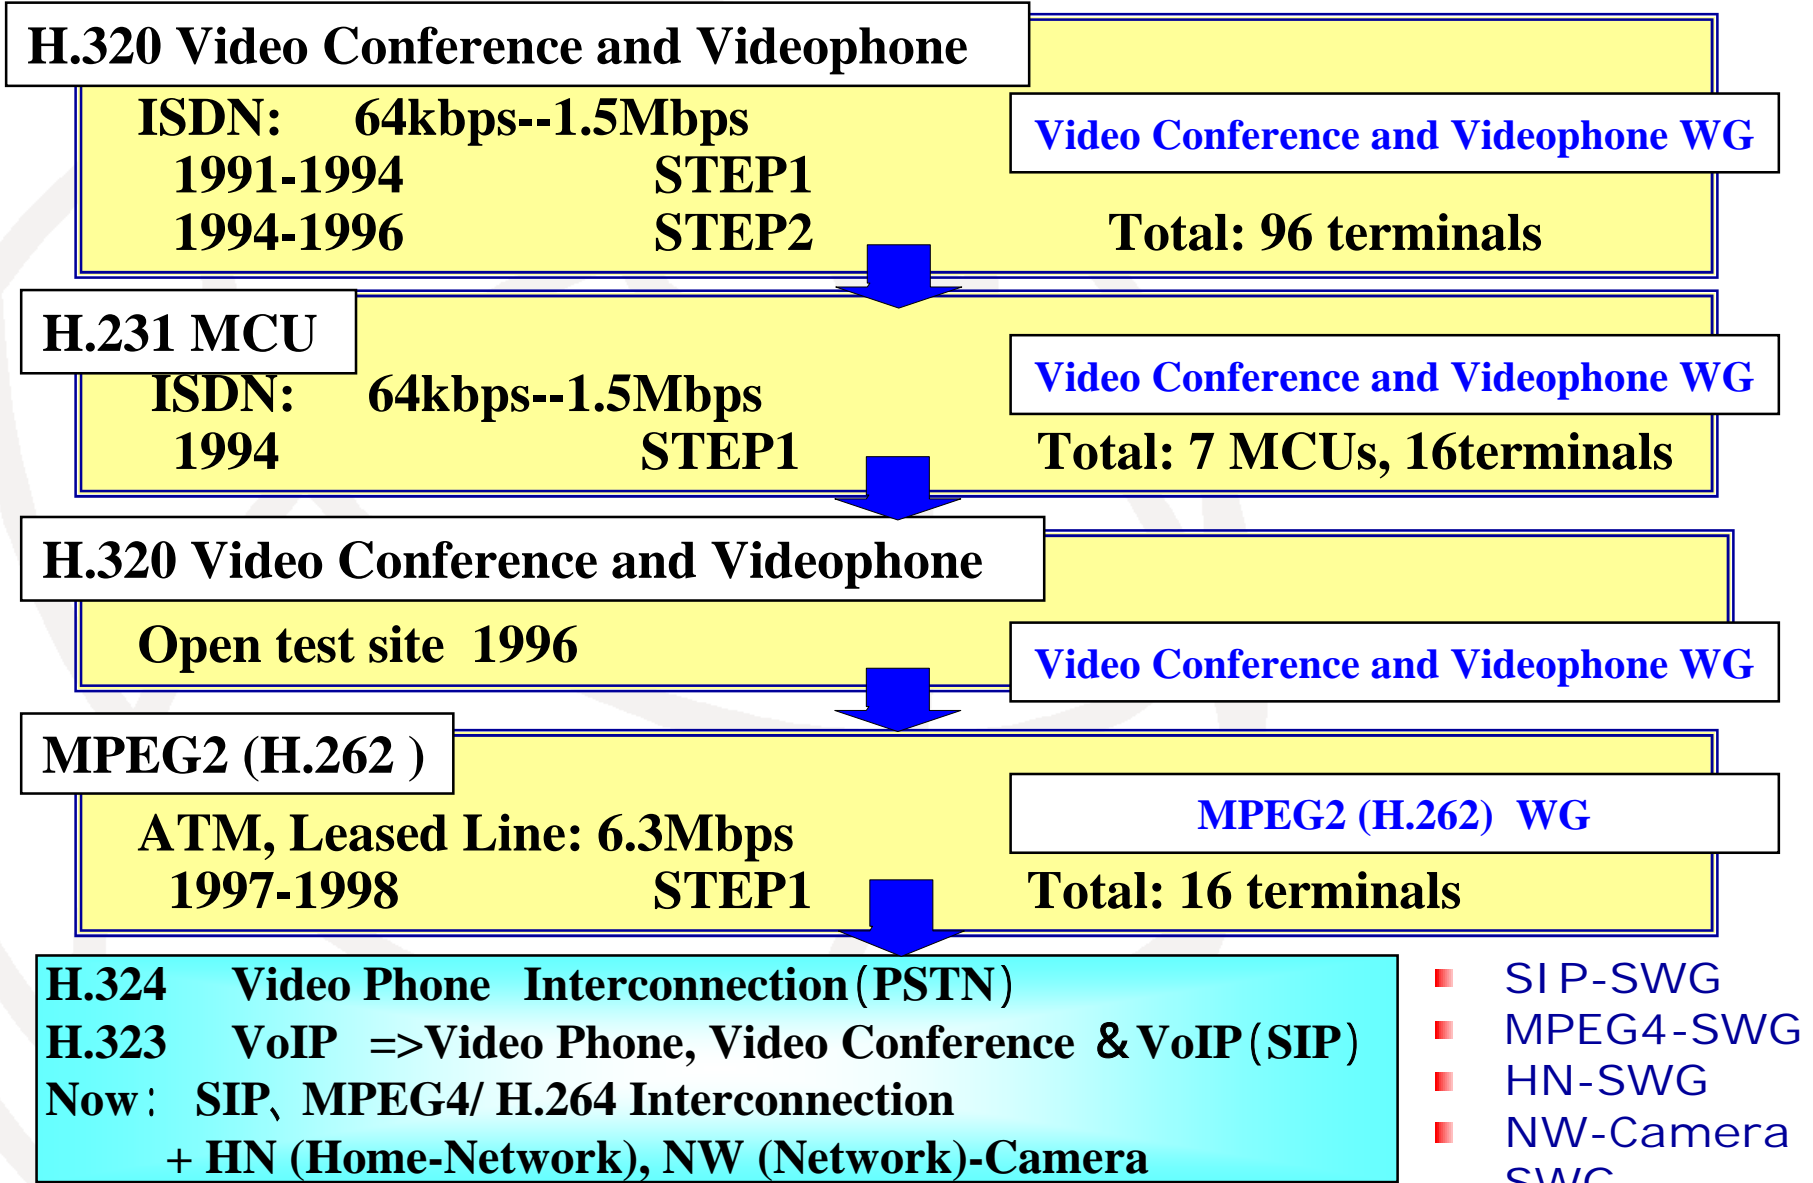 H.320 Video Conference and Videophone
ISDN: 64kbps--1.5Mbps
Video Conference and Videophone WG
1991-1994 STEP1
1994-1996 STEP2 Total: 96 terminals
H.231 MCU
Video Conference and Videophone WG
ISDN: 64kbps--1.5Mbps
1994 STEP1 Total: 7 MCUs, 16terminals
H.320 Video Conference and Videophone
Open test site 1996
Video Conference and Videophone WG
MPEG2 (H.262 )
MPEG2 (H.262) WG
ATM, Leased Line: 6.3Mbps
1997-1998 STEP1 Total: 16 terminals
H.324 Video Phone Interconnection(PSTN)
H.323 VoIP =>Video Phone, Video Conference & VoIP(SIP)
Now: SIP、MPEG4/ H.264 Interconnection
+ HN (Home-Network), NW (Network)-Camera
SIP-SWG
MPEG4-SWG
HN-SWG
NW-Camera
SWG